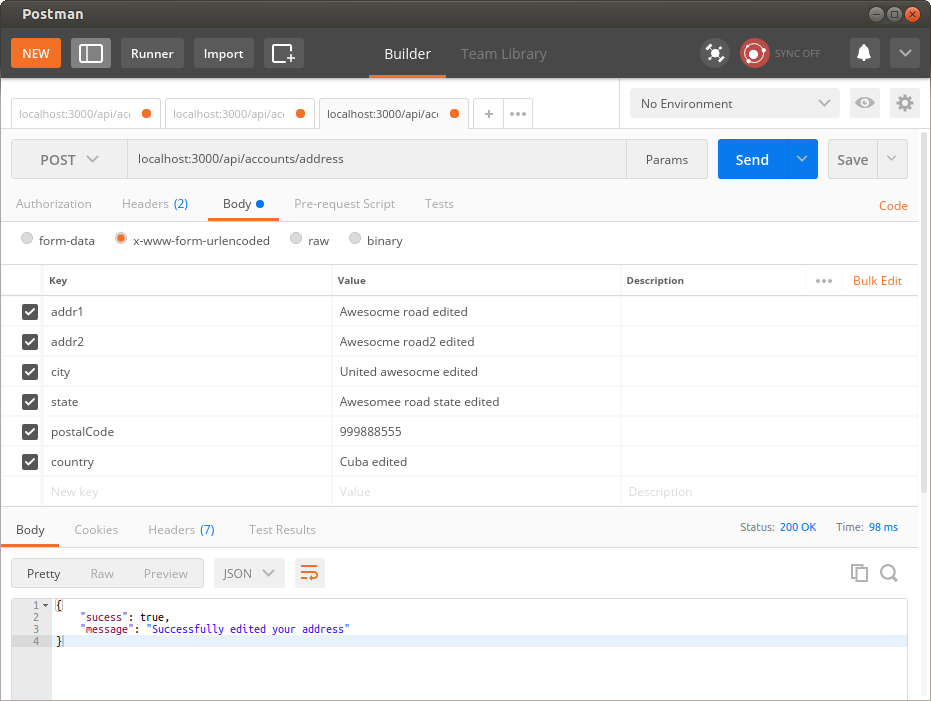 Postman
NEW Runner Import Builder Team Library SYNC OFF
localhost:3000/api/acc localhost:3000/api/acc localhost:3000/api/acc + ••• No Environment
POST localhost:3000/api/accounts/address Params Send Save
Authorization Headers (2) Body Pre-request Script Tests Code
form-data x-www-form-urlencoded raw binary
Key Value Description ••• Bulk Edit
addr1 Awesocme road edited
addr2 Awesocme road2 edited
city United awesocme edited
state Awesomee road state edited
postalCode 999888555
country Cuba edited
New key Value Description
Body Cookies Headers (7) Test Results Status: 200 OK Time: 98 ms
Pretty Raw Preview JSON
1 {
2 "sucess": true,
3 "message": "Successfully edited your address"
4 }